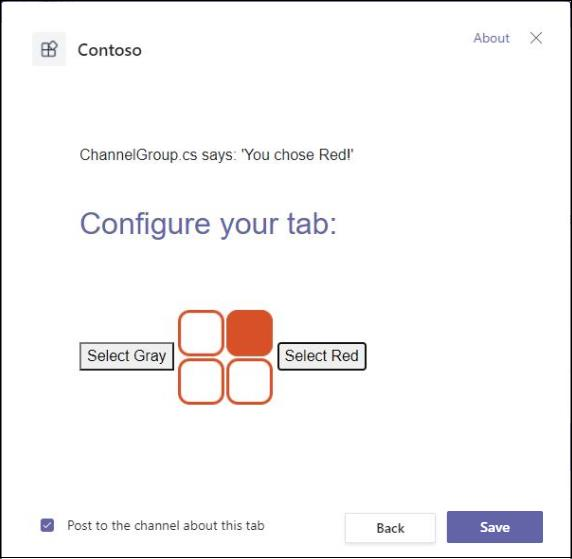 About
Contoso
ChannelGroup.cs says: 'You chose Red!'
Configure your tab:
Select Gray
Select Red
Post to the channel about this tab
Back
Save